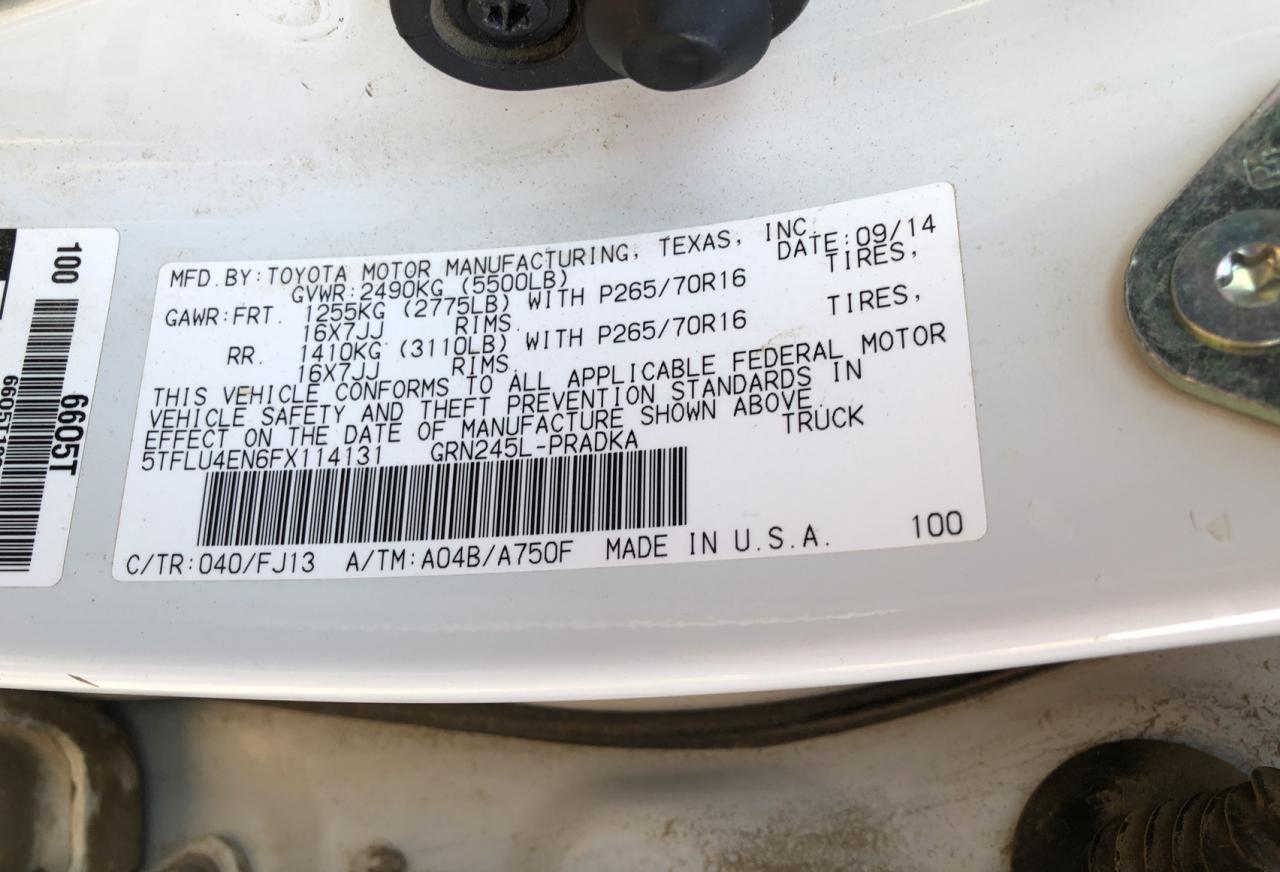 MFD. BY: TOYOTA MOTOR MANUFACTURING, TEXAS, INC.
GVWR: 2490KG (5500LB) DATE: 09/14
GAWR: FRT. 1255KG (2775LB) WITH P265/70R16 TIRES,
16X7JJ RIMS.
RR. 1410KG (3110LB) WITH P265/70R16 TIRES,
16X7JJ RIMS.
THIS VEHICLE CONFORMS TO ALL APPLICABLE FEDERAL MOTOR
VEHICLE SAFETY AND THEFT PREVENTION STANDARDS IN
EFFECT ON THE DATE OF MANUFACTURE SHOWN ABOVE.
5TFLU4EN6FX114131 GRN245L-PRADKA TRUCK
C/TR: 040/FJ13 A/TM: A04B/A750F MADE IN U.S.A. 100
100
6605T